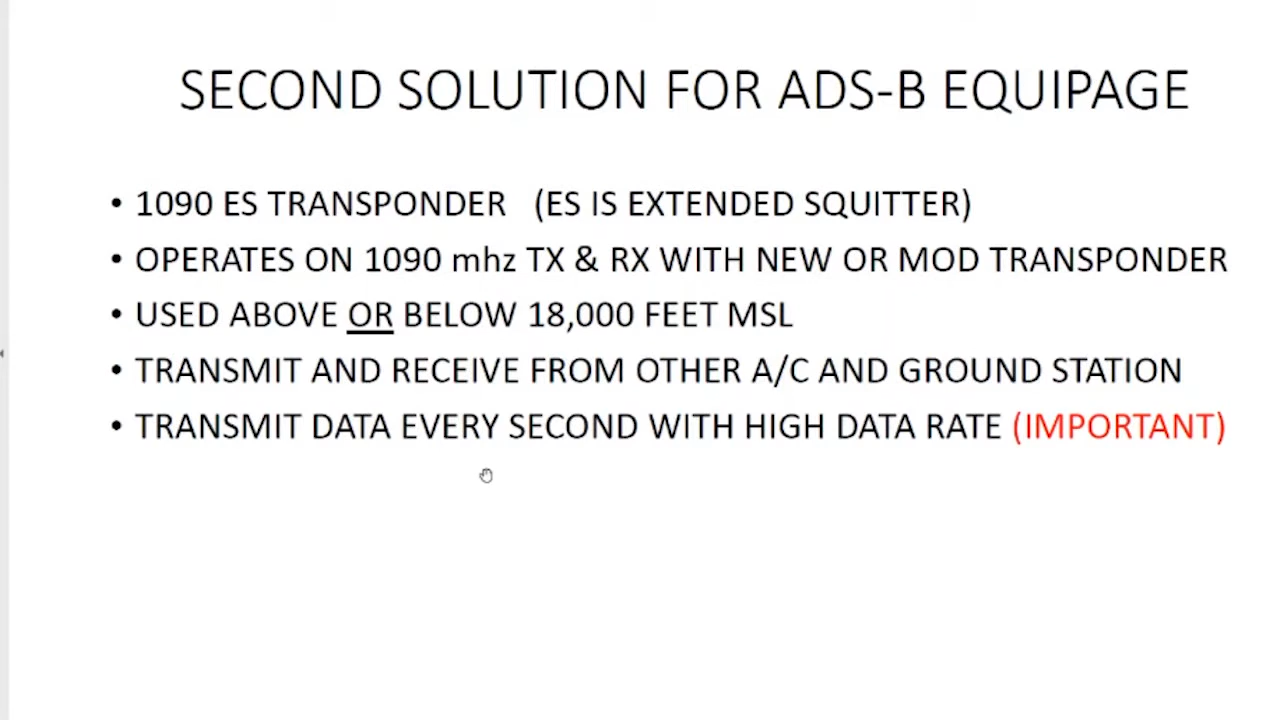 SECOND SOLUTION FOR ADS-B EQUIPAGE
• 1090 ES TRANSPONDER (ES IS EXTENDED SQUITTER)
• OPERATES ON 1090 mhz TX & RX WITH NEW OR MOD TRANSPONDER
• USED ABOVE OR BELOW 18,000 FEET MSL
• TRANSMIT AND RECEIVE FROM OTHER A/C AND GROUND STATION
• TRANSMIT DATA EVERY SECOND WITH HIGH DATA RATE (IMPORTANT)